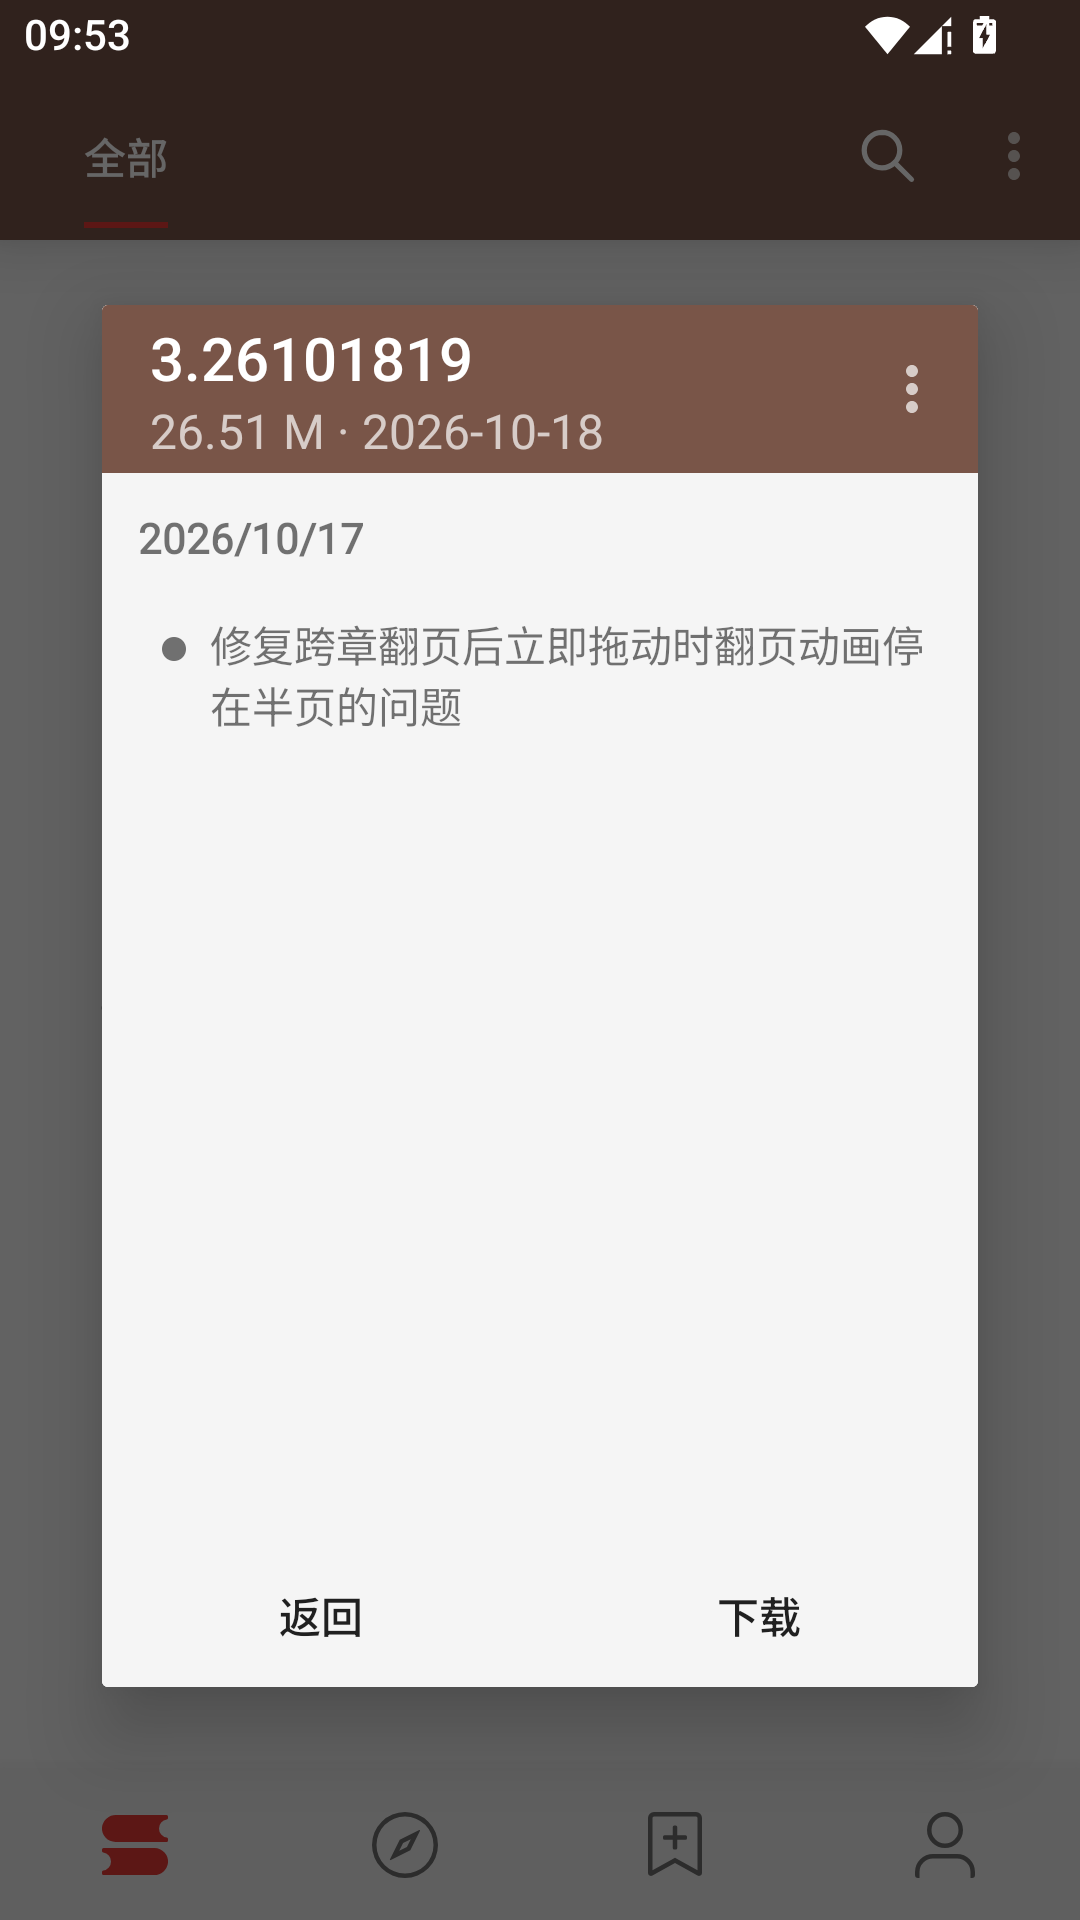 09:53
全部
3.26101819
26.51 M · 2026-10-18
2026/10/17
修复跨章翻页后立即拖动时翻页动画停
在半页的问题
返回
下载